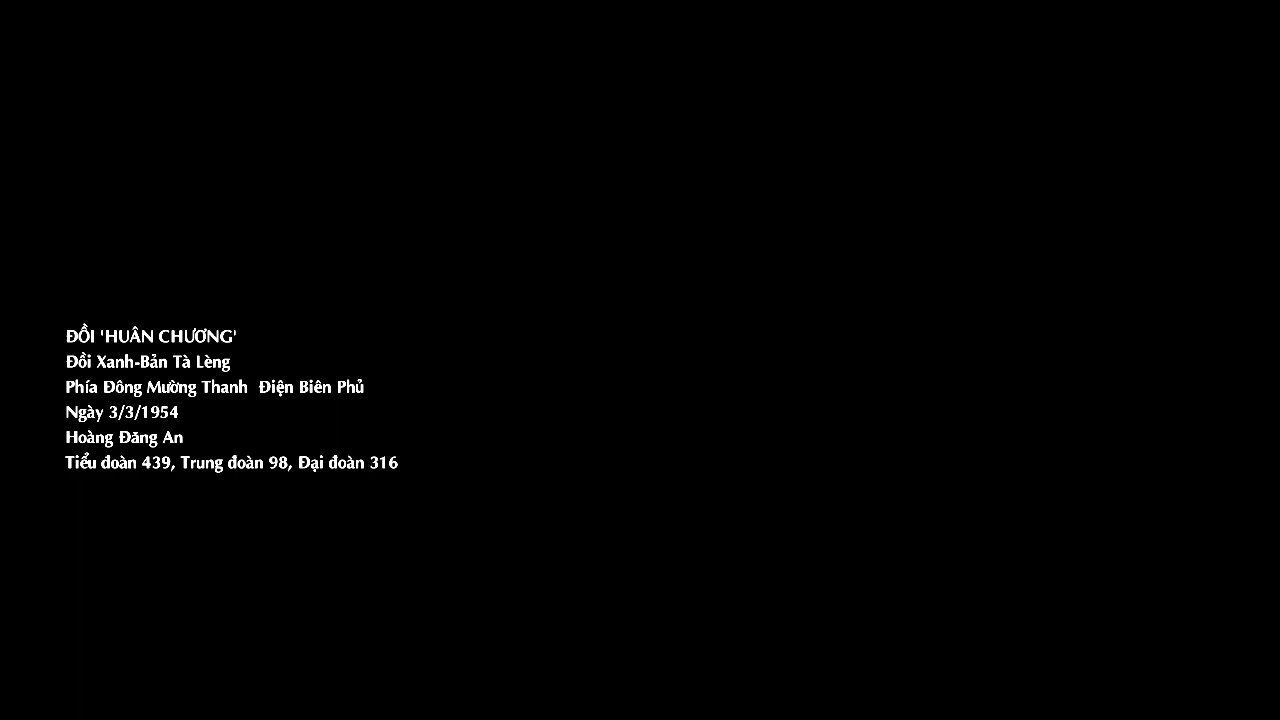 ĐỒI 'HUÂN CHƯƠNG'
Đồi Xanh-Bản Tà Lèng
Phía Đông Mường Thanh  Điện Biên Phủ
Ngày 3/3/1954
Hoàng Đăng An
Tiểu đoàn 439, Trung đoàn 98, Đại đoàn 316